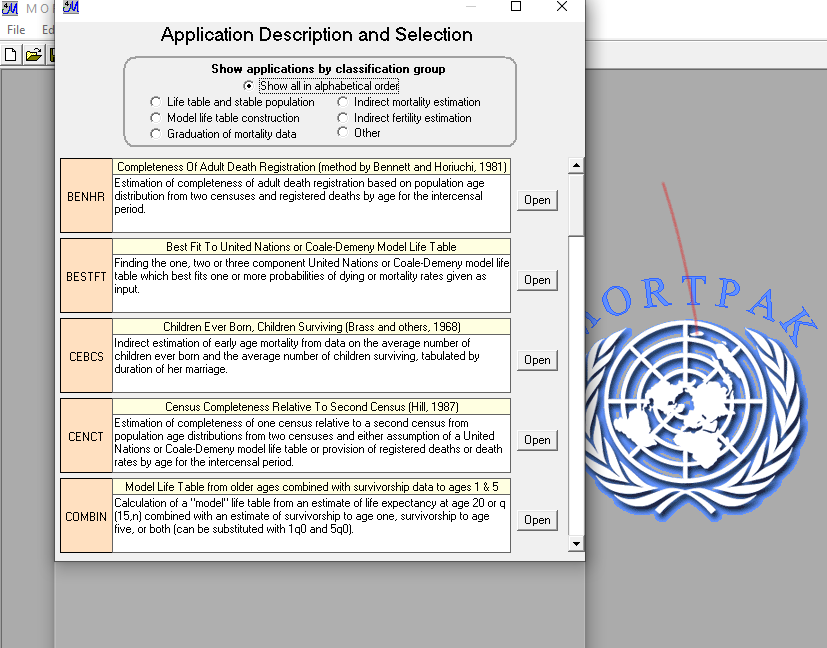 MO
File Ed
Application Description and Selection
Show applications by classification group
Show all in alphabetical order
Life table and stable population
Indirect mortality estimation
Model life table construction
Indirect fertility estimation
Graduation of mortality data
Other
BENHR
Completeness Of Adult Death Registration (method by Bennett and Horiuchi, 1981)
Estimation of completeness of adult death registration based on population age
distribution from two censuses and registered deaths by age for the intercensal
period.
Open
BESTFT
Best Fit To United Nations or Coale-Demeny Model Life Table
Finding the one, two or three component United Nations or Coale-Demeny model life
table which best fits one or more probabilities of dying or mortality rates given as
input.
Open
CEBCS
Children Ever Born, Children Surviving (Brass and others, 1968)
Indirect estimation of early age mortality from data on the average number of
children ever born and the average number of children surviving, tabulated by
duration of her marriage.
Open
CENCT
Census Completeness Relative To Second Census (Hill, 1987)
Estimation of completeness of one census relative to a second census from
population age distributions from two censuses and either assumption of a United
Nations or Coale-Demeny model life table or provision of registered deaths or death
rates by age for the intercensal period.
Open
COMBIN
Model Life Table from older ages combined with survivorship data to ages 1 & 5
Calculation of a "model" life table from an estimate of life expectancy at age 20 or q
(15,n) combined with an estimate of survivorship to age one, survivorship to age
five, or both (can be substituted with 1q0 and 5q0).
Open
MORTPAK